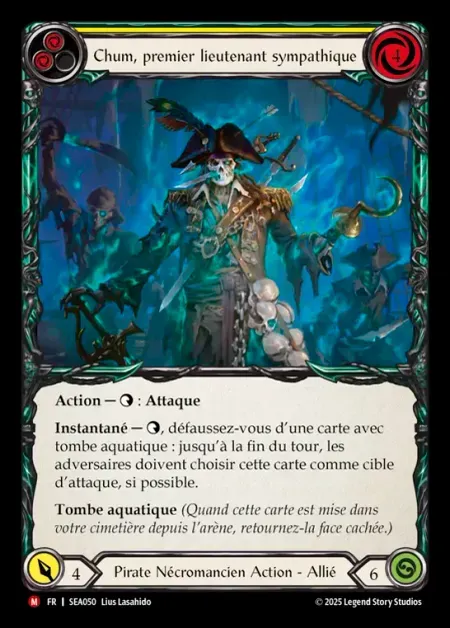 Chum, premier lieutenant sympathique
4
Action — : Attaque
Instantané — , défaussez-vous d'une carte avec
tombe aquatique : jusqu'à la fin du tour, les
adversaires doivent choisir cette carte comme cible
d'attaque, si possible.
Tombe aquatique (Quand cette carte est mise dans
votre cimetière depuis l'arène, retournez-la face cachée.)
4 Pirate Nécromancien Action - Allié 6
M FR | SEA050 Lius Lasahido © 2025 Legend Story Studios